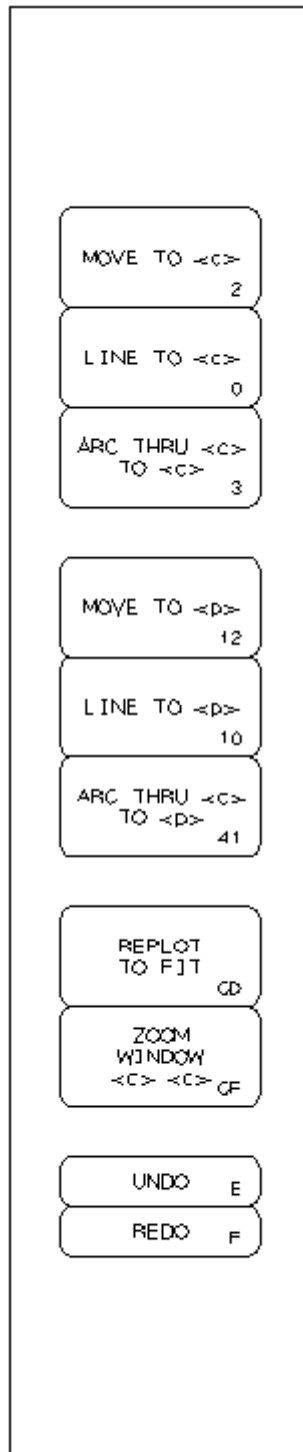 MOVE TO <c>
2
LINE TO <c>
0
ARC THRU <c>
TO <c>
3
MOVE TO <p>
12
LINE TO <p>
10
ARC THRU <c>
TO <p>
41
REPLOT
TO FIT
GD
ZOOM
WINDOW
<c> <c> GF
UNDO E
REDO F